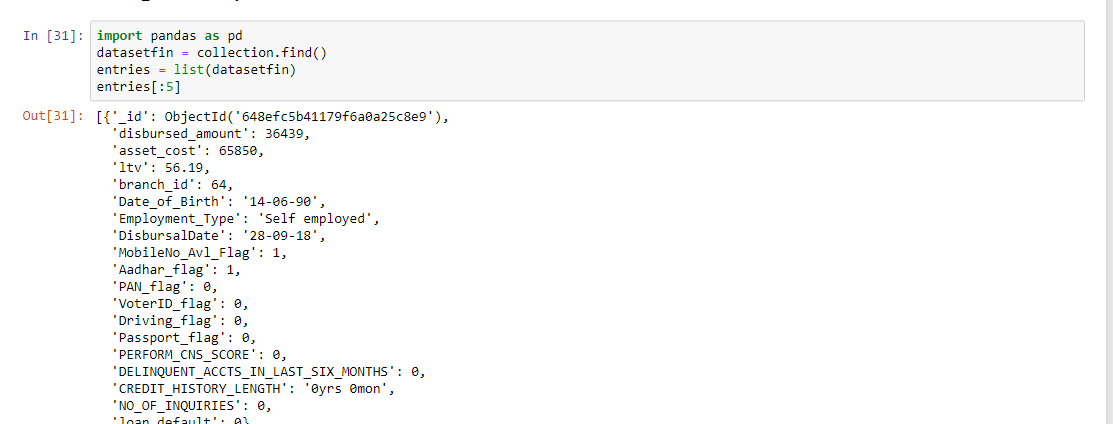 In [31]: import pandas as pd
datasetfin = collection.find()
entries = list(datasetfin)
entries[:5]
Out[31]: [{'_id': ObjectId('648efc5b41179f6a0a25c8e9'),
'disbursed_amount': 36439,
'asset_cost': 65850,
'ltv': 56.19,
'branch_id': 64,
'Date_of_Birth': '14-06-90',
'Employment_Type': 'Self employed',
'DisbursalDate': '28-09-18',
'MobileNo_Avl_Flag': 1,
'Aadhar_flag': 1,
'PAN_flag': 0,
'VoterID_flag': 0,
'Driving_flag': 0,
'Passport_flag': 0,
'PERFORM_CNS_SCORE': 0,
'DELINQUENT_ACCTS_IN_LAST_SIX_MONTHS': 0,
'CREDIT_HISTORY_LENGTH': '0yrs 0mon',
'NO_OF_INQUIRIES': 0,
'loan_default': 0}